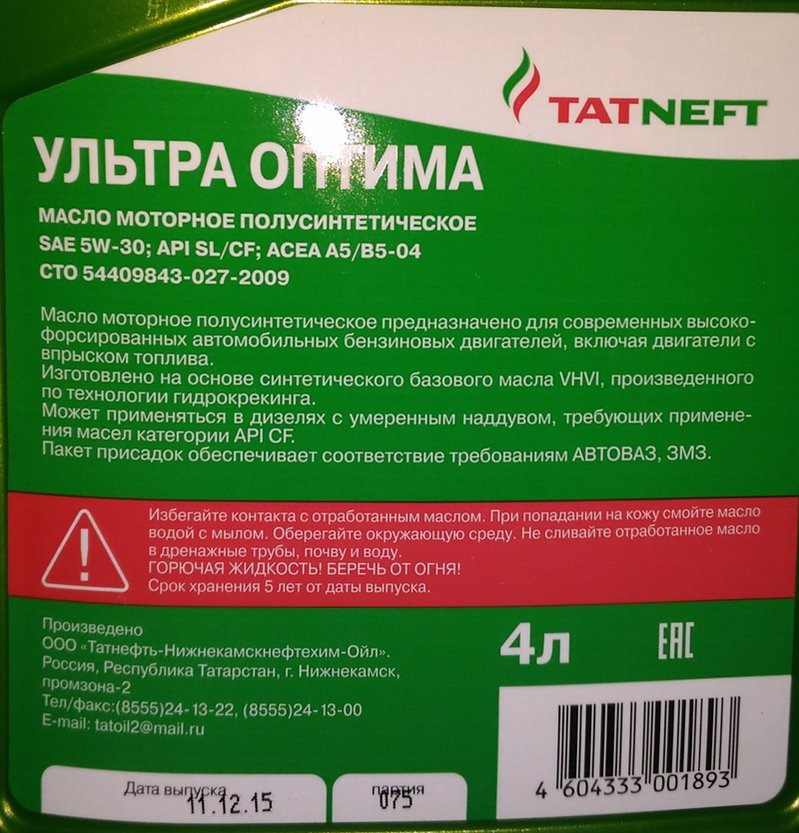 TATNEFT
УЛЬТРА ОПТИМА
МАСЛО МОТОРНОЕ ПОЛУСИНТЕТИЧЕСКОЕ
SAE 5W-30; API SL/CF; ACEA A5/B5-04
СТО 54409843-027-2009
Масло моторное полусинтетическое предназначено для современных высоко-
форсированных автомобильных бензиновых двигателей, включая двигатели с
впрыском топлива.
Изготовлено на основе синтетического базового масла VHVI, произведенного
по технологии гидрокрекинга.
Может применяться в дизелях с умеренным наддувом, требующих примене-
ния масел категории API CF.
Пакет присадок обеспечивает соответствие требованиям АВТОВАЗ, ЗМЗ.
Избегайте контакта с отработанным маслом. При попадании на кожу смойте масло
водой с мылом. Оберегайте окружающую среду. Не сливайте отработанное масло
в дренажные трубы, почву и воду.
ГОРЮЧАЯ ЖИДКОСТЬ! БЕРЕЧЬ ОТ ОГНЯ!
Срок хранения 5 лет от даты выпуска.
Произведено
ООО «Татнефть-Нижнекамскнефтехим-Ойл».
Россия, Республика Татарстан, г. Нижнекамск,
промзона-2
Тел/факс:(8555)24-13-22, (8555)24-13-00
E-mail: tatoil2@mail.ru
4л
EAC
4 604333 001893
Дата выпуска
11.12.15
партия
075